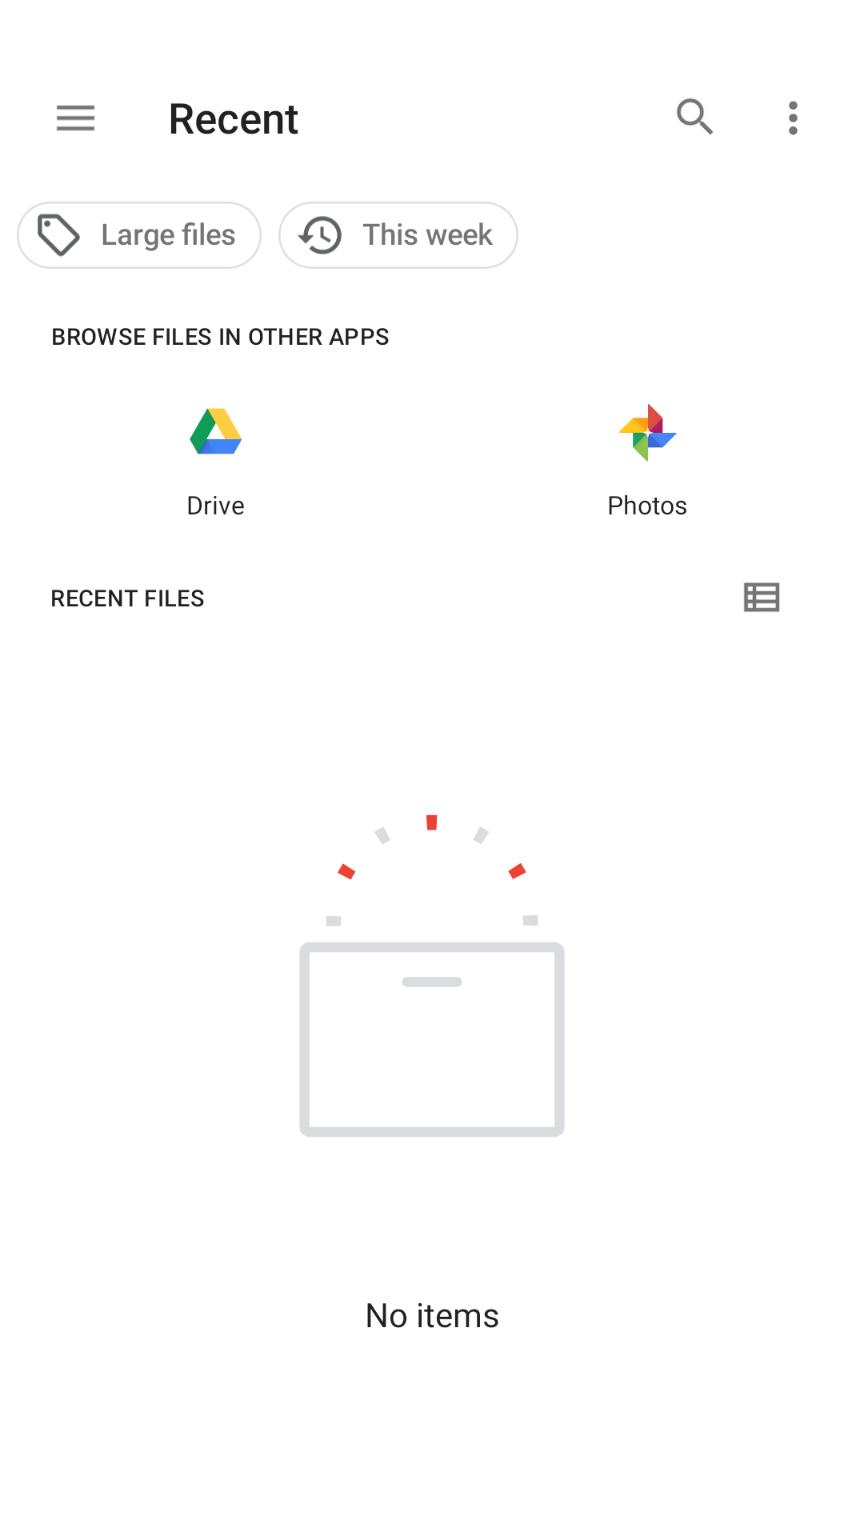 Recent
Large files
This week
BROWSE FILES IN OTHER APPS
Drive
Photos
RECENT FILES
No items